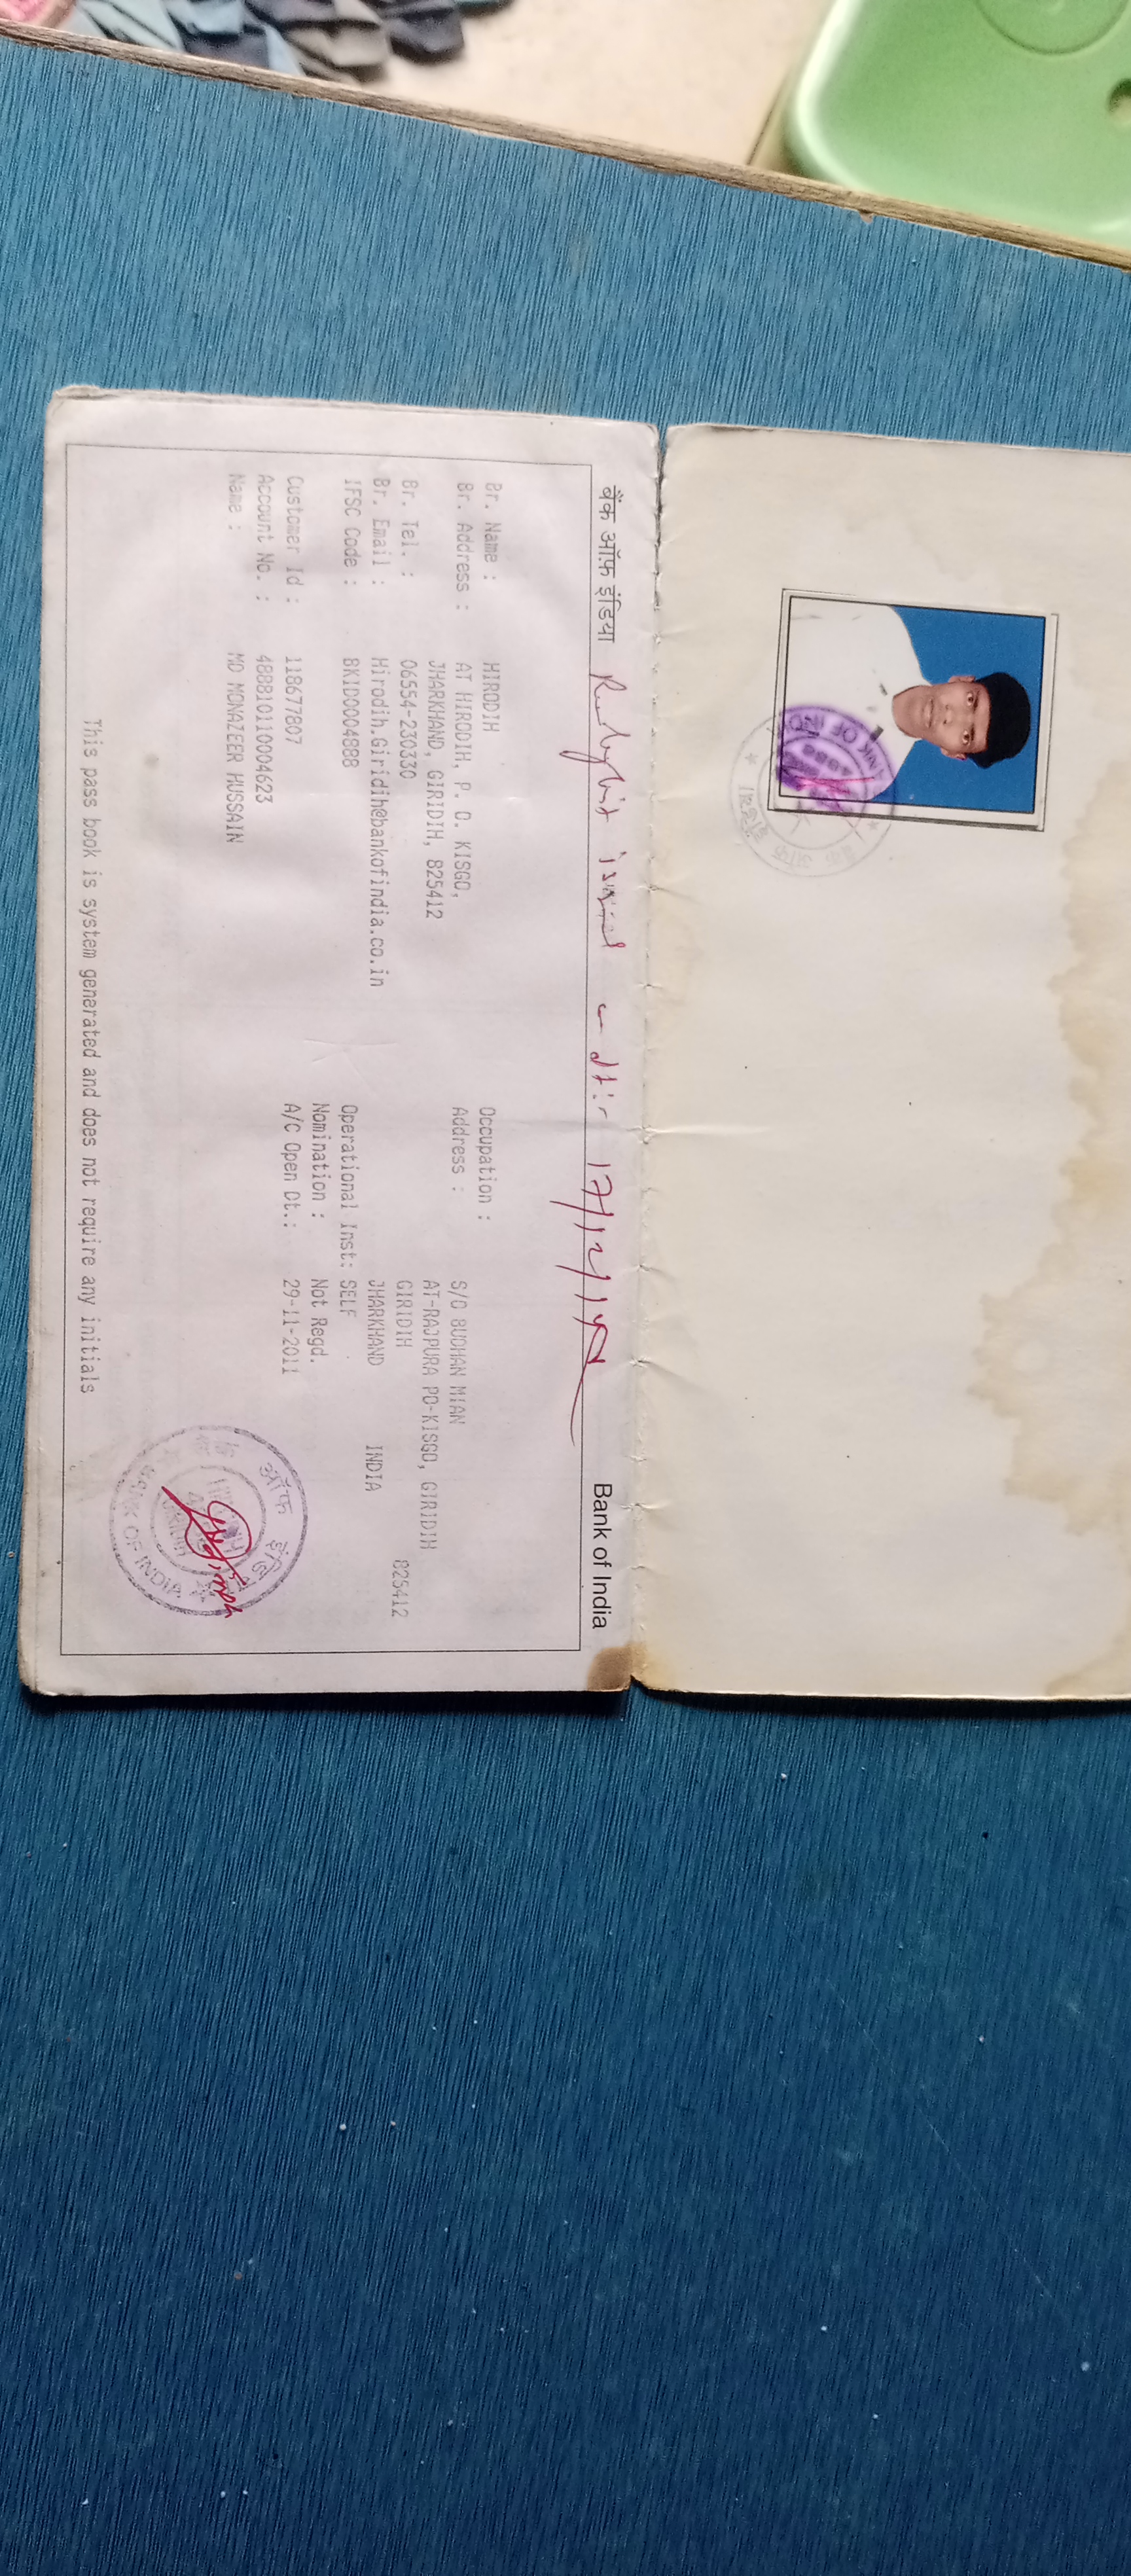 बैंक ऑफ़ इंडिया
Bank of India
Br. Name : HIRODIH
Br. Address : AT HIRODIH, P. O. KISGO,
JHARKHAND, GIRIDIH, 825412
Br. Tel. : 06554-230330
Br. Email : Hirodih.Giridih@bankofindia.co.in
IFSC Code : BKID0004888
Customer Id : 118677807
Account No. : 488810110004623
Name : MD MONAZEER HUSSAIN
Occupation :
Address : S/O BUDHAN MIAN
AT-RAJPURA PO-KISGO, GIRIDIH
GIRIDIH 825412
JHARKHAND INDIA
Operational Inst: SELF
Nomination : Not Regd.
A/C Open Dt.: 29-11-2011
This pass book is system generated and does not require any initials
ऑफ इंडिया
BANK OF INDIA